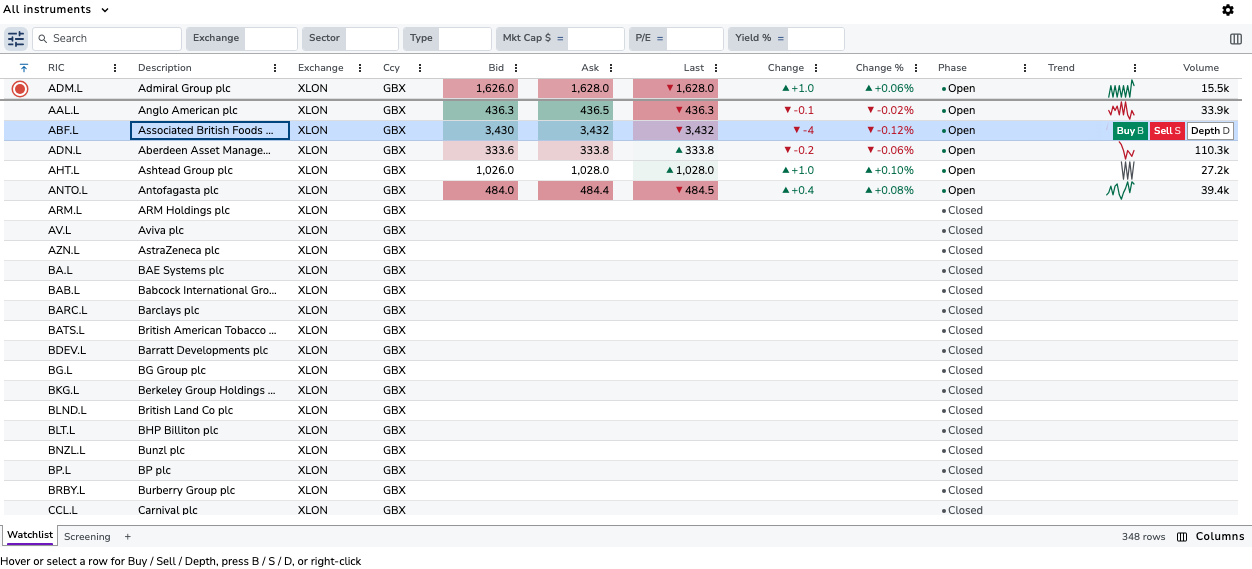 All instruments
Search Exchange Sector Type Mkt Cap $ = P/E = Yield % =
RIC Description Exchange Ccy Bid Ask Last Change Change % Phase Trend Volume
ADM.L Admiral Group plc XLON GBX 1,626.0 1,628.0 ▼1,628.0 ▲+1.0 ▲+0.06% •Open 15.5k
AAL.L Anglo American plc XLON GBX 436.3 436.5 ▼436.3 ▼-0.1 ▼-0.02% •Open 33.9k
ABF.L Associated British Foods ... XLON GBX 3,430 3,432 ▼3,432 ▼-4 ▼-0.12% •Open Buy B Sell S Depth D
ADN.L Aberdeen Asset Manage... XLON GBX 333.6 333.8 ▲333.8 ▼-0.2 ▼-0.06% •Open 110.3k
AHT.L Ashtead Group plc XLON GBX 1,026.0 1,028.0 ▲1,028.0 ▲+1.0 ▲+0.10% •Open 27.2k
ANTO.L Antofagasta plc XLON GBX 484.0 484.4 ▼484.5 ▲+0.4 ▲+0.08% •Open 39.4k
ARM.L ARM Holdings plc XLON GBX •Closed
AV.L Aviva plc XLON GBX •Closed
AZN.L AstraZeneca plc XLON GBX •Closed
BA.L BAE Systems plc XLON GBX •Closed
BAB.L Babcock International Gro... XLON GBX •Closed
BARC.L Barclays plc XLON GBX •Closed
BATS.L British American Tobacco ... XLON GBX •Closed
BDEV.L Barratt Developments plc XLON GBX •Closed
BG.L BG Group plc XLON GBX •Closed
BKG.L Berkeley Group Holdings ... XLON GBX •Closed
BLND.L British Land Co plc XLON GBX •Closed
BLT.L BHP Billiton plc XLON GBX •Closed
BNZL.L Bunzl plc XLON GBX •Closed
BP.L BP plc XLON GBX •Closed
BRBY.L Burberry Group plc XLON GBX •Closed
CCL.L Carnival plc XLON GBX •Closed
Watchlist Screening + 348 rows Columns
Hover or select a row for Buy / Sell / Depth, press B / S / D, or right-click